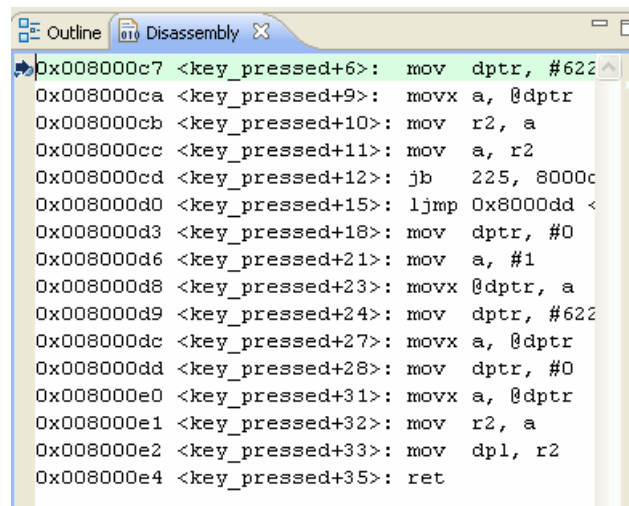 Outline Disassembly
0x008000c7 <key_pressed+6>: mov dptr, #622
0x008000ca <key_pressed+9>: movx a, @dptr
0x008000cb <key_pressed+10>: mov r2, a
0x008000cc <key_pressed+11>: mov a, r2
0x008000cd <key_pressed+12>: jb 225, 8000c
0x008000d0 <key_pressed+15>: ljmp 0x8000dd <
0x008000d3 <key_pressed+18>: mov dptr, #0
0x008000d6 <key_pressed+21>: mov a, #1
0x008000d8 <key_pressed+23>: movx @dptr, a
0x008000d9 <key_pressed+24>: mov dptr, #622
0x008000dc <key_pressed+27>: movx a, @dptr
0x008000dd <key_pressed+28>: mov dptr, #0
0x008000e0 <key_pressed+31>: movx a, @dptr
0x008000e1 <key_pressed+32>: mov r2, a
0x008000e2 <key_pressed+33>: mov dpl, r2
0x008000e4 <key_pressed+35>: ret